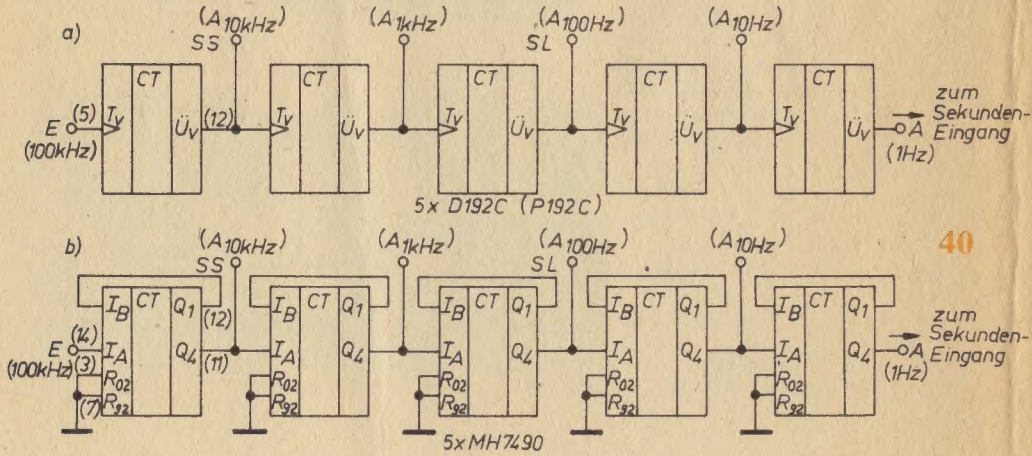 a) (A10kHz) (A1kHz) (A100Hz) (A10Hz)
SS SL
CT CT CT CT CT
zum
Sekunden-
Eingang
E (5) TV ÜV (12) TV ÜV TV ÜV TV ÜV TV ÜV A
(100kHz) (1Hz)
5x D192C (P192C)
b) (A10kHz) (A1kHz) (A100Hz) (A10Hz)
SS SL
40
IB CT Q1 IB CT Q1 IB CT Q1 IB CT Q1 IB CT Q1
(12)
zum
Sekunden-
Eingang
E (14) IA Q4 IA Q4 IA Q4 IA Q4 IA Q4 A
(100kHz) (3) (11) (1Hz)
R02 R02 R02 R02 R02
(7) R92 R92 R92 R92 R92
5xMH7490